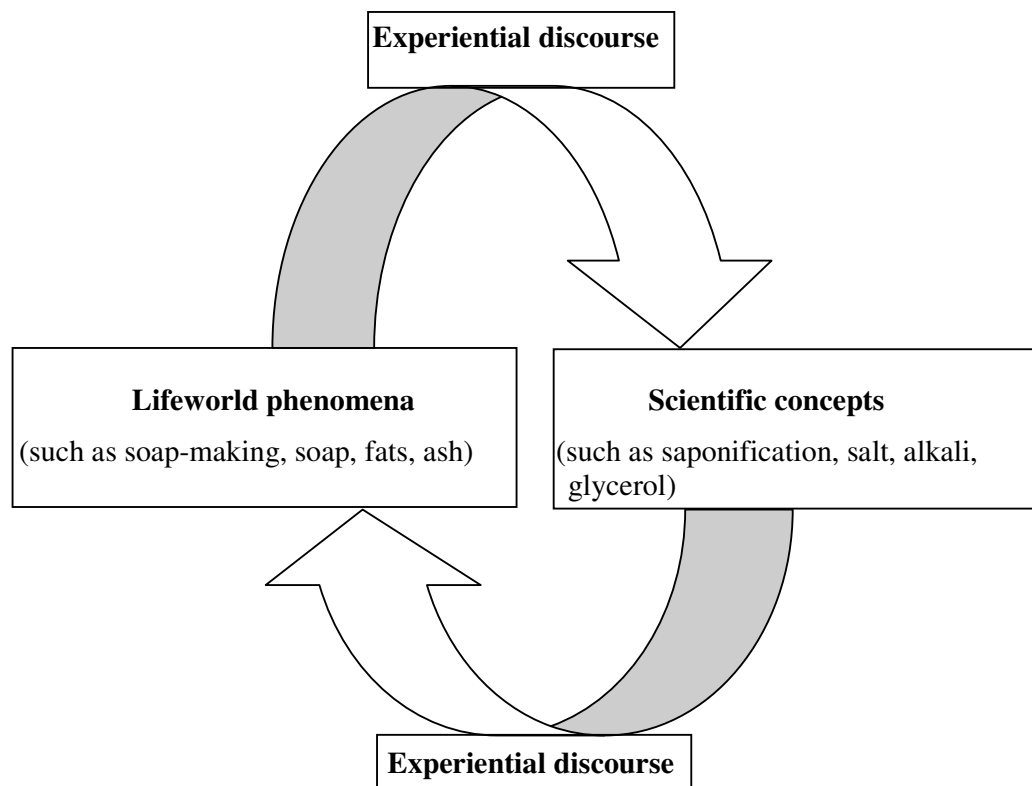 Experiential discourse
Lifeworld phenomena
(such as soap-making, soap, fats, ash)
Scientific concepts
(such as saponification, salt, alkali,
glycerol)
Experiential discourse